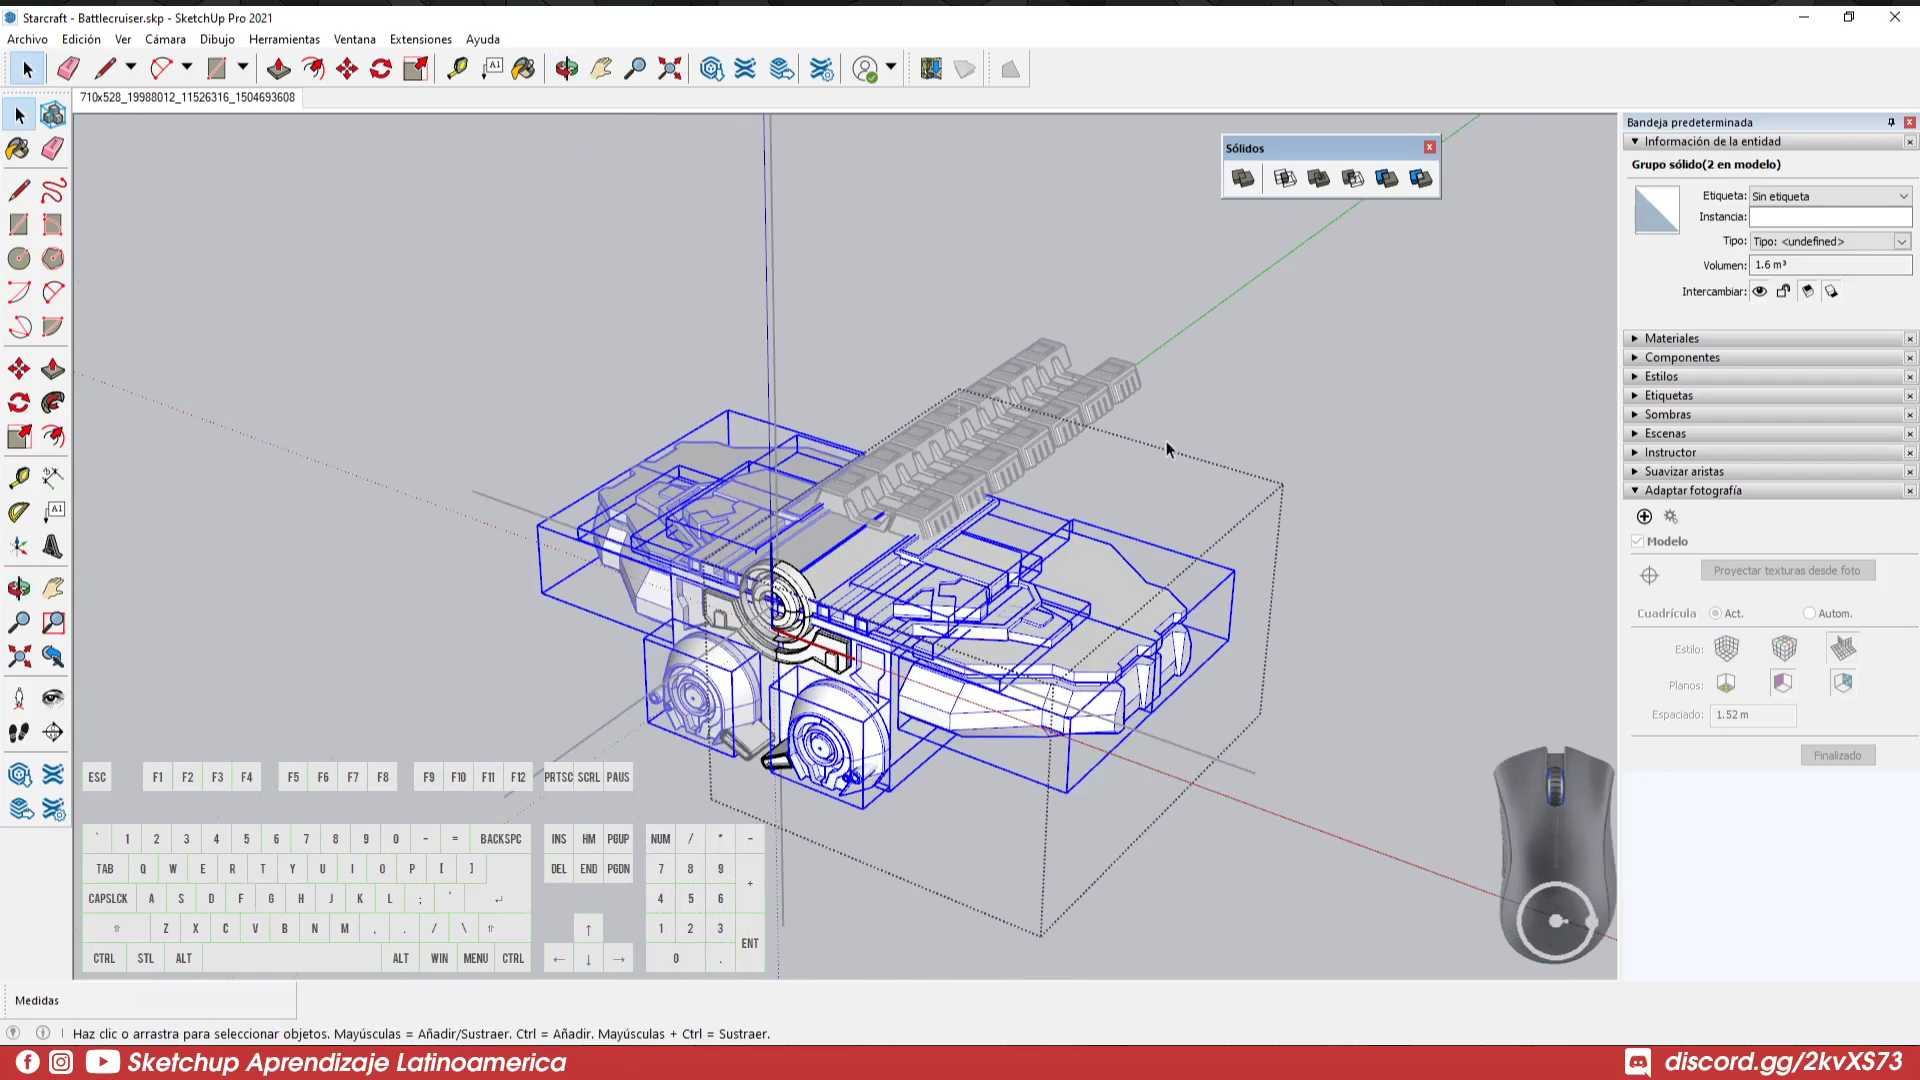 Starcraft - Battlecruiser.skp - SketchUp Pro 2021
Archivo Edición Ver Cámara Dibujo Herramientas Ventana Extensiones Ayuda
A1
710x528_19988012_11526316_1504693608
Sólidos
Bandeja predeterminada
Información de la entidad
Grupo sólido(2 en modelo)
Etiqueta: Sin etiqueta
Instancia:
Tipo: Tipo: <undefined>
Volumen: 1.6 m³
Intercambiar:
Materiales
Componentes
Estilos
Etiquetas
Sombras
Escenas
Instructor
Suavizar aristas
Adaptar fotografía
Modelo
Proyectar texturas desde foto
Cuadrícula Act. Autom.
Estilo:
Planos:
Espaciado: 1.52 m
Finalizado
A1
ESC F1 F2 F3 F4 F5 F6 F7 F8 F9 F10 F11 F12 PRTSC SCRL PAUS
` 1 2 3 4 5 6 7 8 9 0 - = BACKSPC INS HM PGUP NUM / * -
TAB Q W E R T Y U I O P [ ] DEL END PGDN 7 8 9 +
CAPSLCK A S D F G H J K L ; ' ↵ 4 5 6
⇧ Z X C V B N M , . / \ ⇧ ↑ 1 2 3 ENT
CTRL STL ALT ALT WIN MENU CTRL ← ↓ → 0 .
Medidas
Haz clic o arrastra para seleccionar objetos. Mayúsculas = Añadir/Sustraer. Ctrl = Añadir. Mayúsculas + Ctrl = Sustraer.
Sketchup Aprendizaje Latinoamerica
discord.gg/2kvXS73